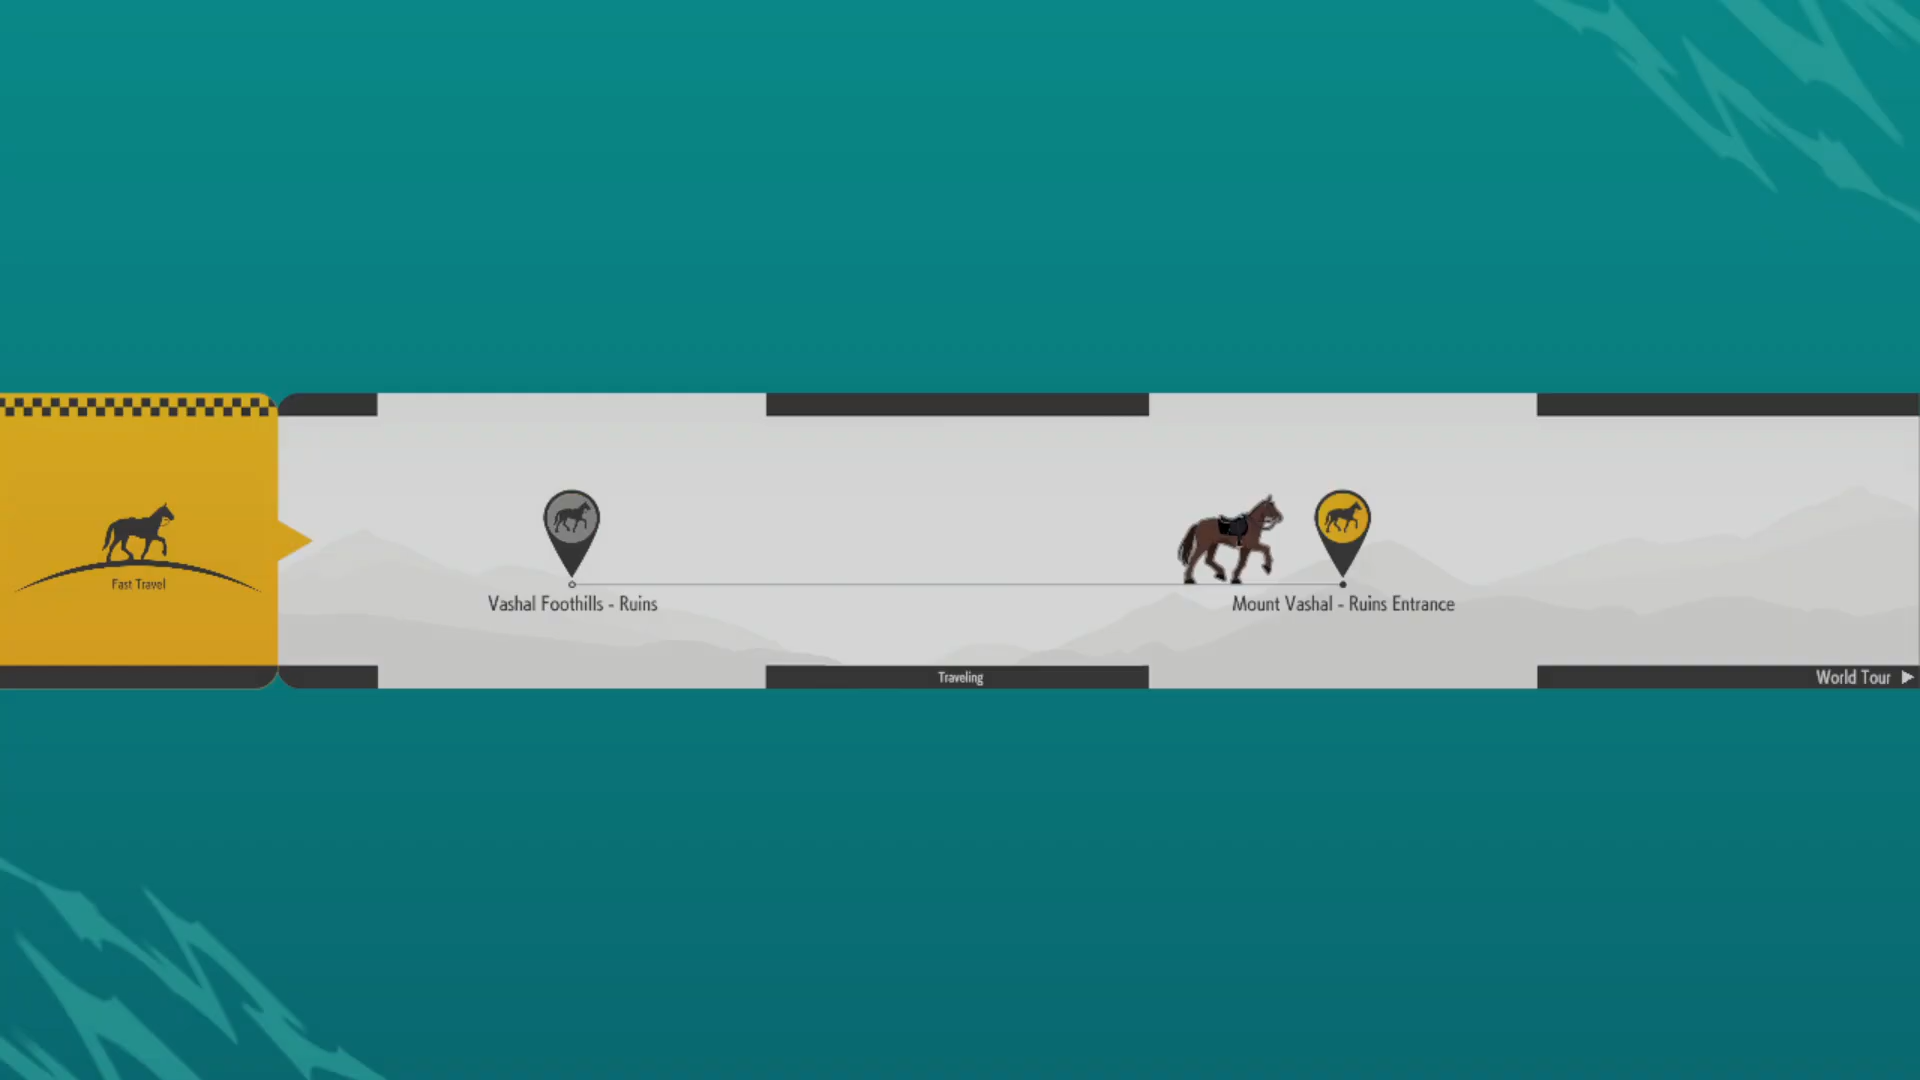 Fast Travel
Vashal Foothills - Ruins
Mount Vashal - Ruins Entrance
Traveling
World Tour